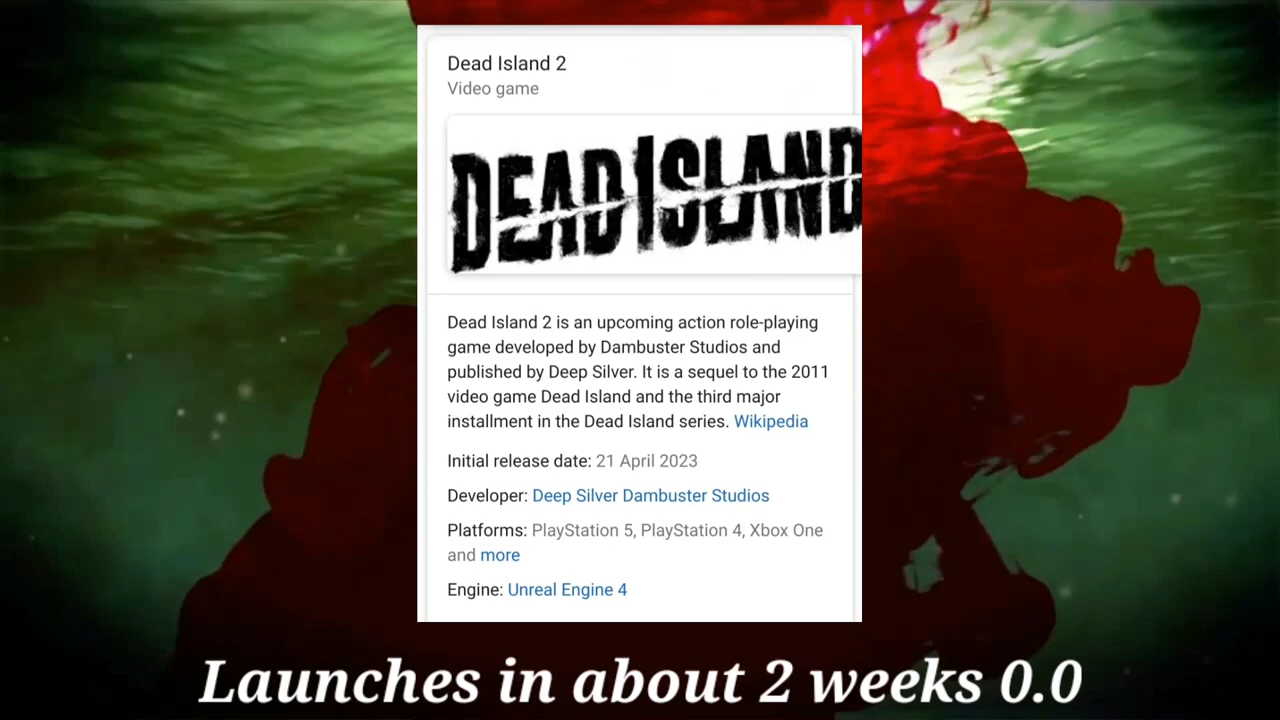 Dead Island 2
Video game
DEAD ISLAND
Dead Island 2 is an upcoming action role-playing
game developed by Dambuster Studios and
published by Deep Silver. It is a sequel to the 2011
video game Dead Island and the third major
installment in the Dead Island series. Wikipedia
Initial release date: 21 April 2023
Developer: Deep Silver Dambuster Studios
Platforms: PlayStation 5, PlayStation 4, Xbox One
and more
Engine: Unreal Engine 4
Launches in about 2 weeks 0.0